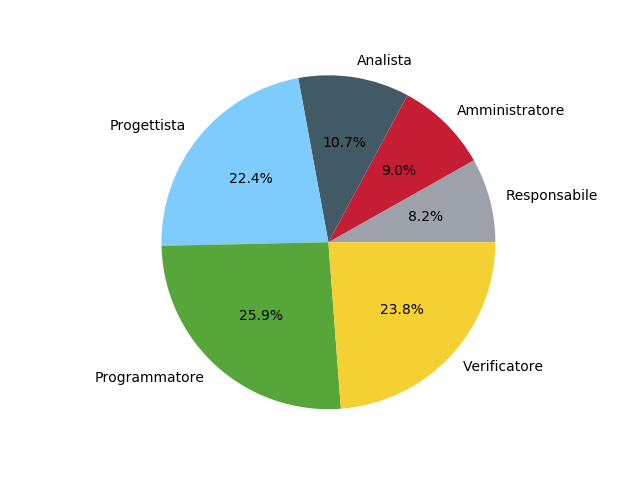 Analista
Amministratore
Progettista
10.7%
9.0%
22.4%
Responsabile
8.2%
25.9%
23.8%
Verificatore
Programmatore